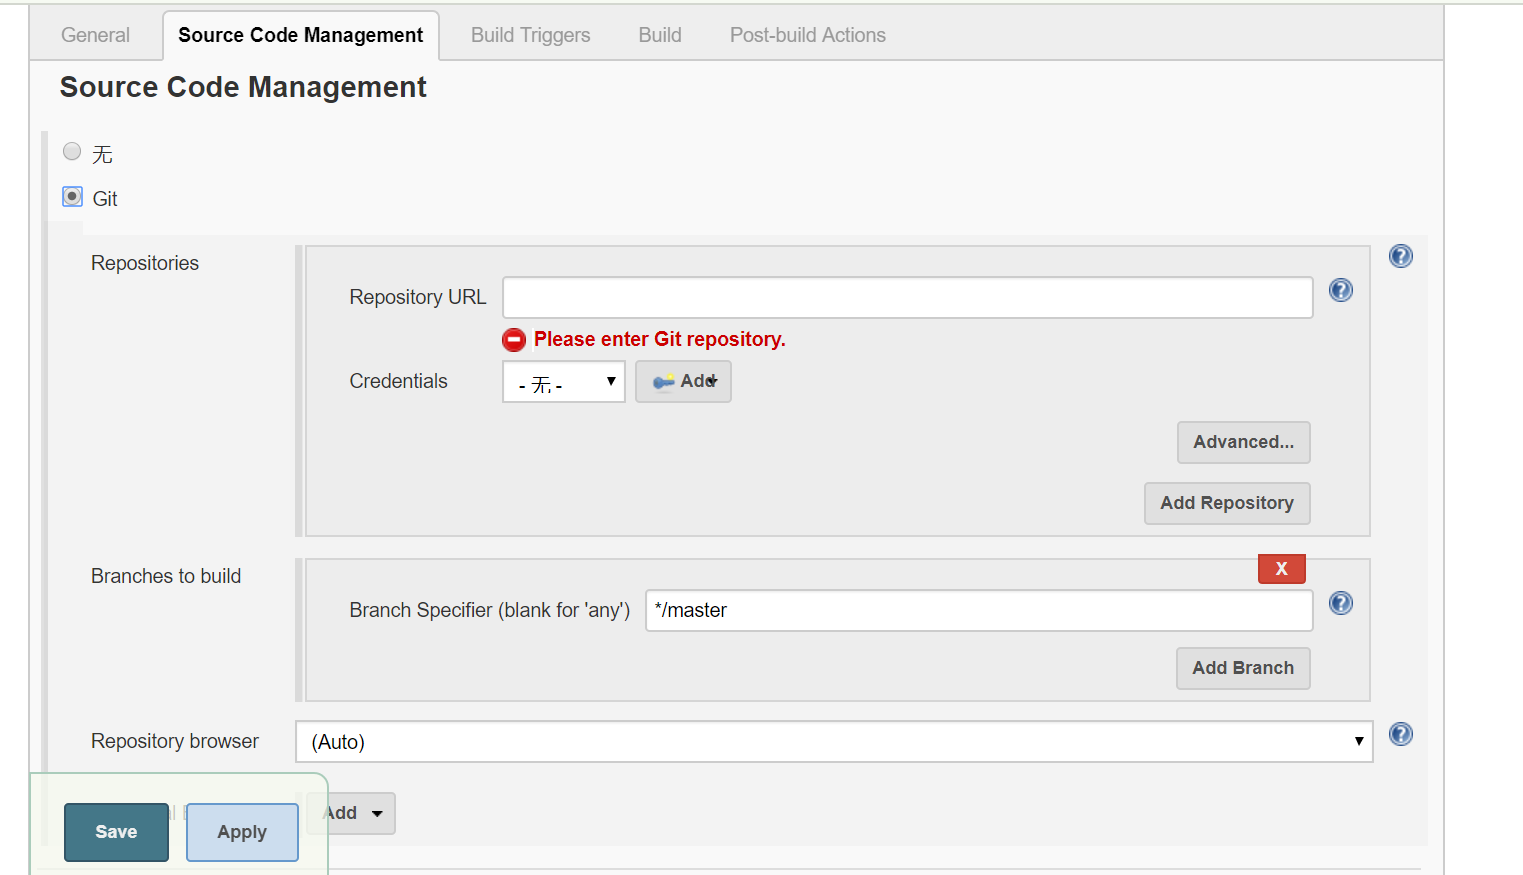 General Source Code Management Build Triggers Build Post-build Actions
Source Code Management
无
Git
Repositories
Repository URL
Please enter Git repository.
Credentials - 无 - Add
Advanced...
Add Repository
Branches to build
X
Branch Specifier (blank for 'any') */master
Add Branch
Repository browser (Auto)
Add
Save Apply